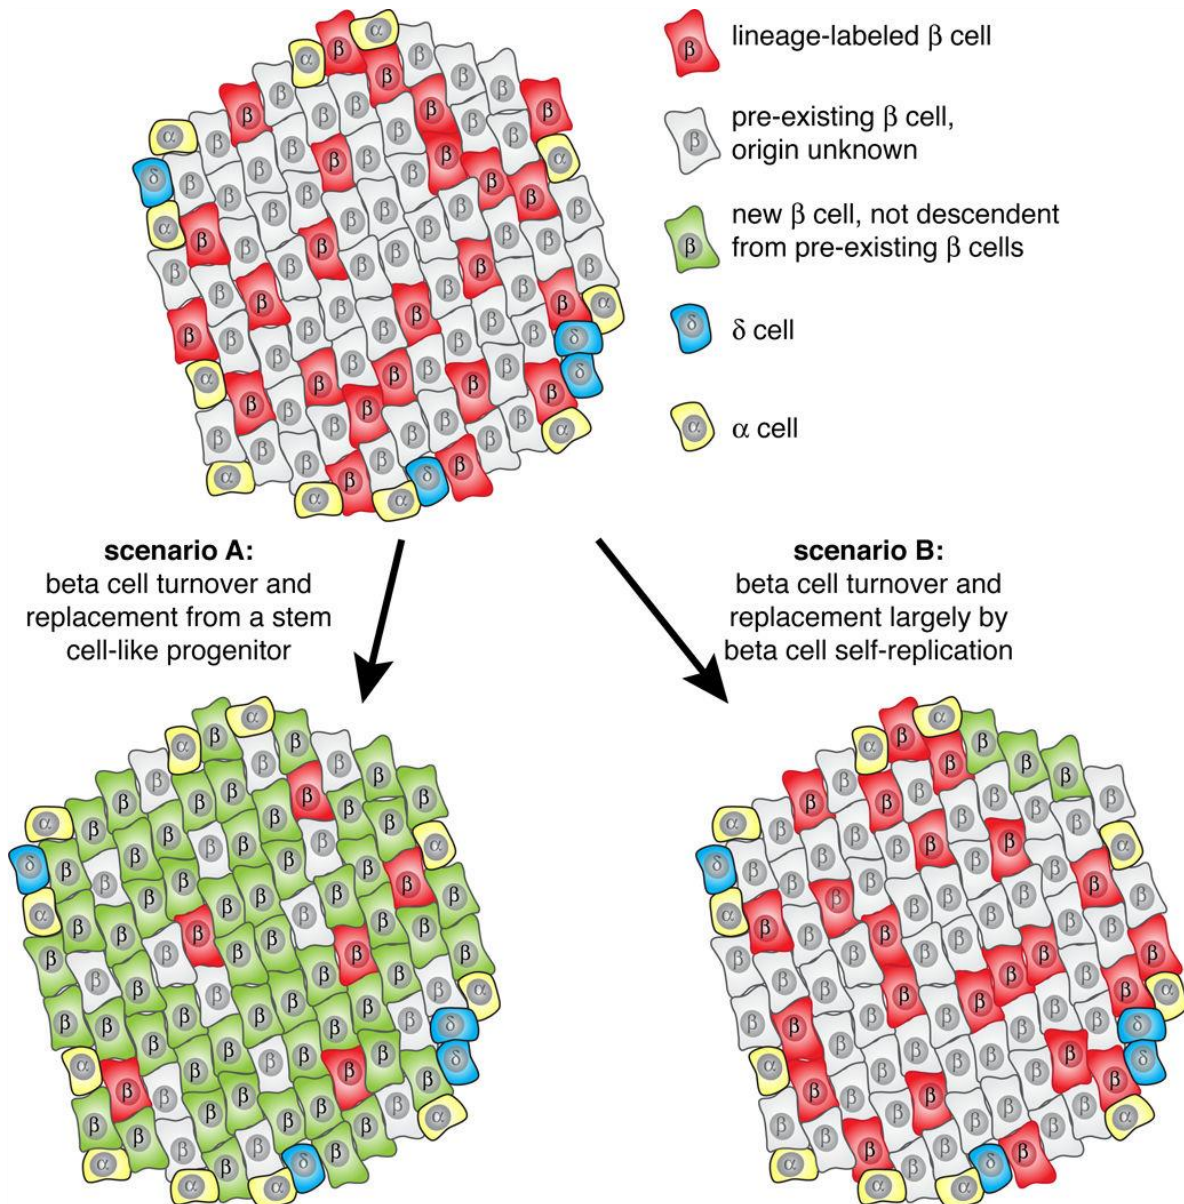 lineage-labeled β cell
pre-existing β cell,
origin unknown
new β cell, not descendent
from pre-existing β cells
δ cell
α cell
scenario A:
beta cell turnover and
replacement from a stem
cell-like progenitor
scenario B:
beta cell turnover and
replacement largely by
beta cell self-replication